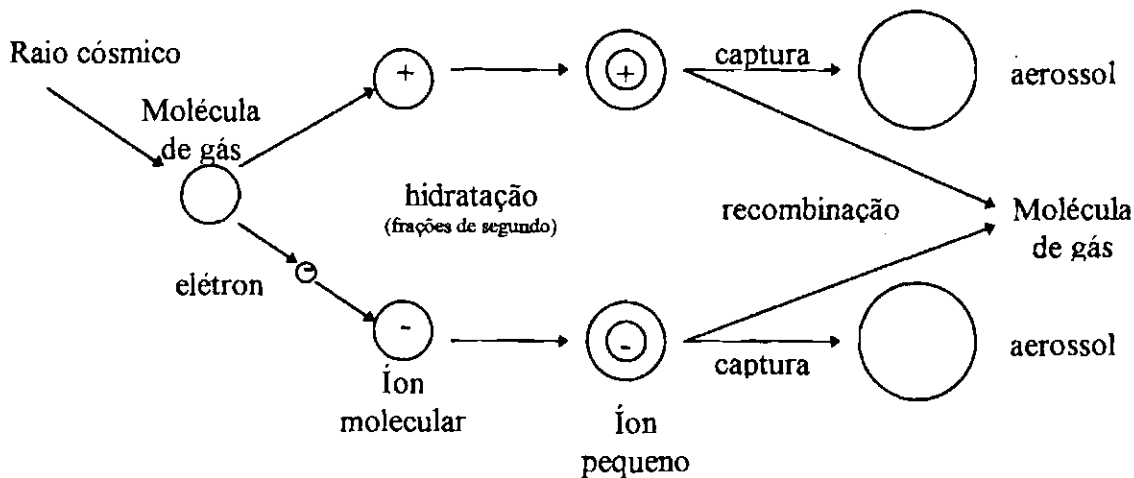 Raio cósmico
Molécula
de gás
+
+
captura
aerossol
hidratação
(frações de segundo)
recombinação
Molécula
de gás
elétron
-
-
-
captura
aerossol
Íon
molecular
Íon
pequeno